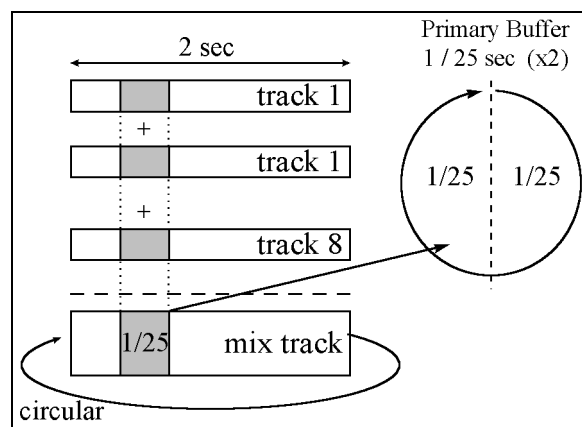 2 sec
Primary Buffer
1 / 25 sec (x2)
track 1
+
track 1
+
track 8
1/25
1/25
1/25
mix track
circular